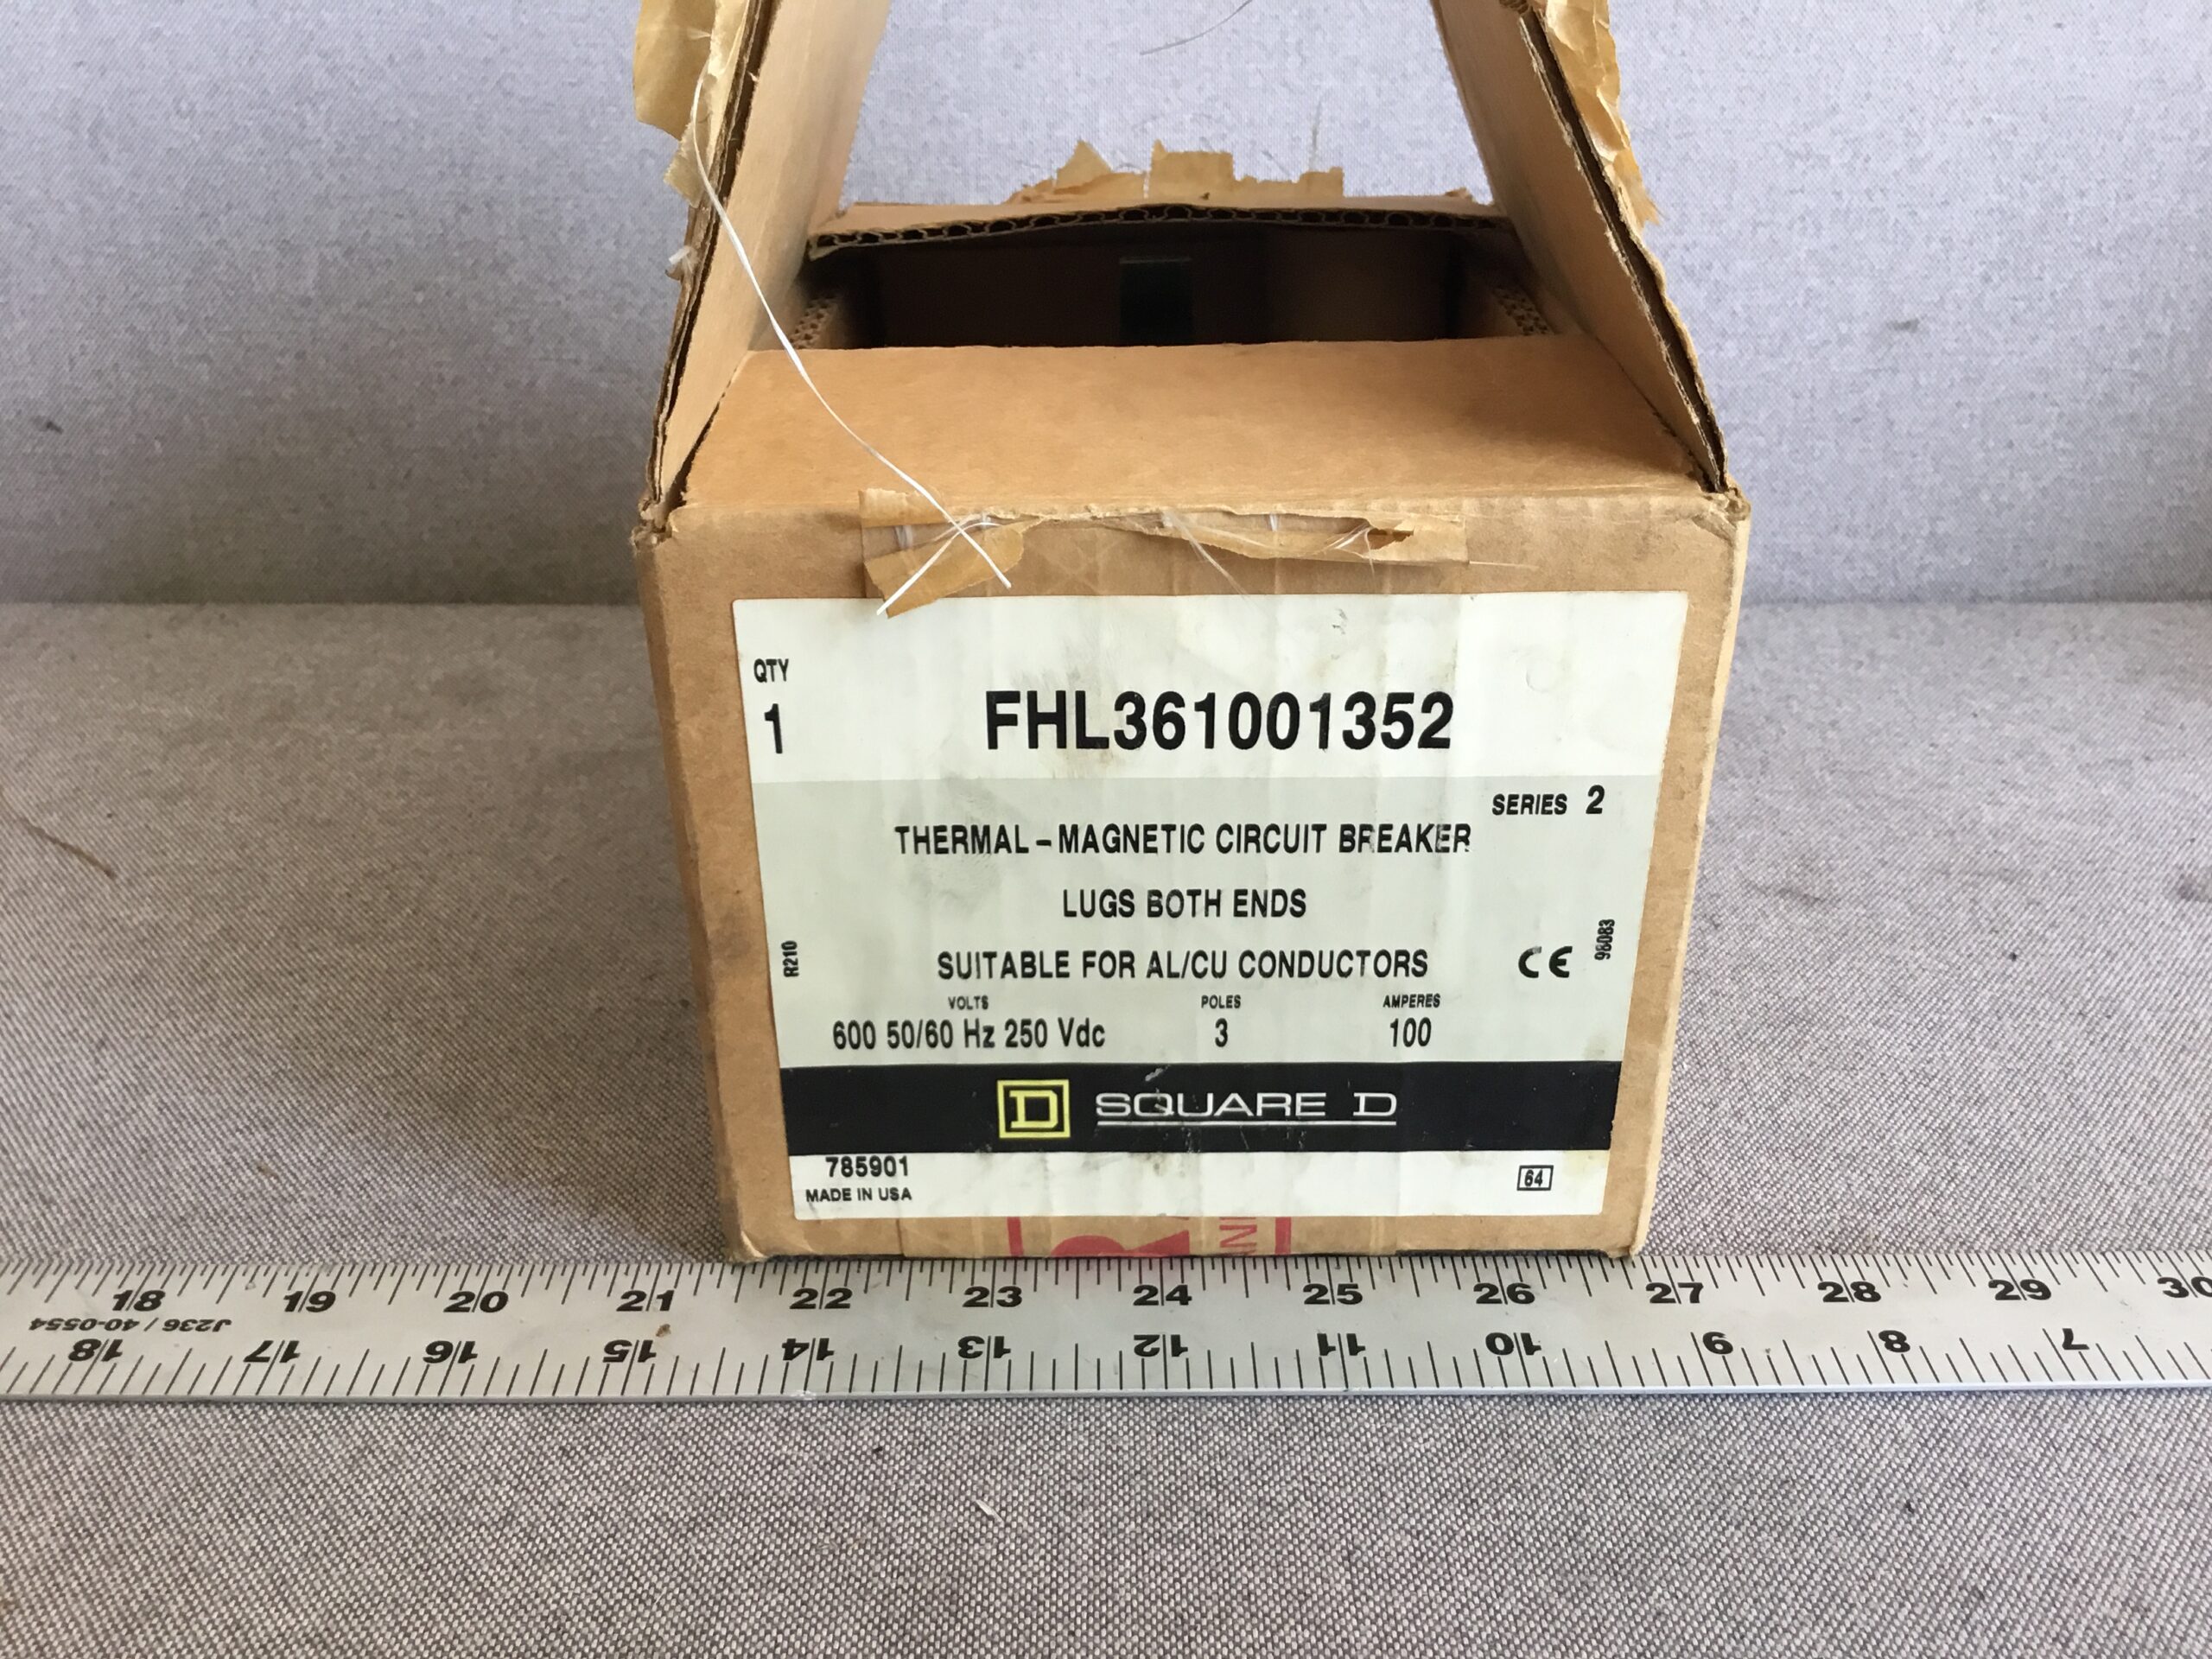 QTY
1
FHL361001352
SERIES 2
THERMAL – MAGNETIC CIRCUIT BREAKER
LUGS BOTH ENDS
R210
98083
SUITABLE FOR AL/CU CONDUCTORS
CE
VOLTS POLES AMPERES
600 50/60 Hz 250 Vdc 3 100
D SQUARE D
785901
MADE IN USA
64
18 19 20 21 22 23 24 25 26 27 28 29 30
J236 / 40-0554
18 17 16 15 14 13 12 11 10 9 8 7